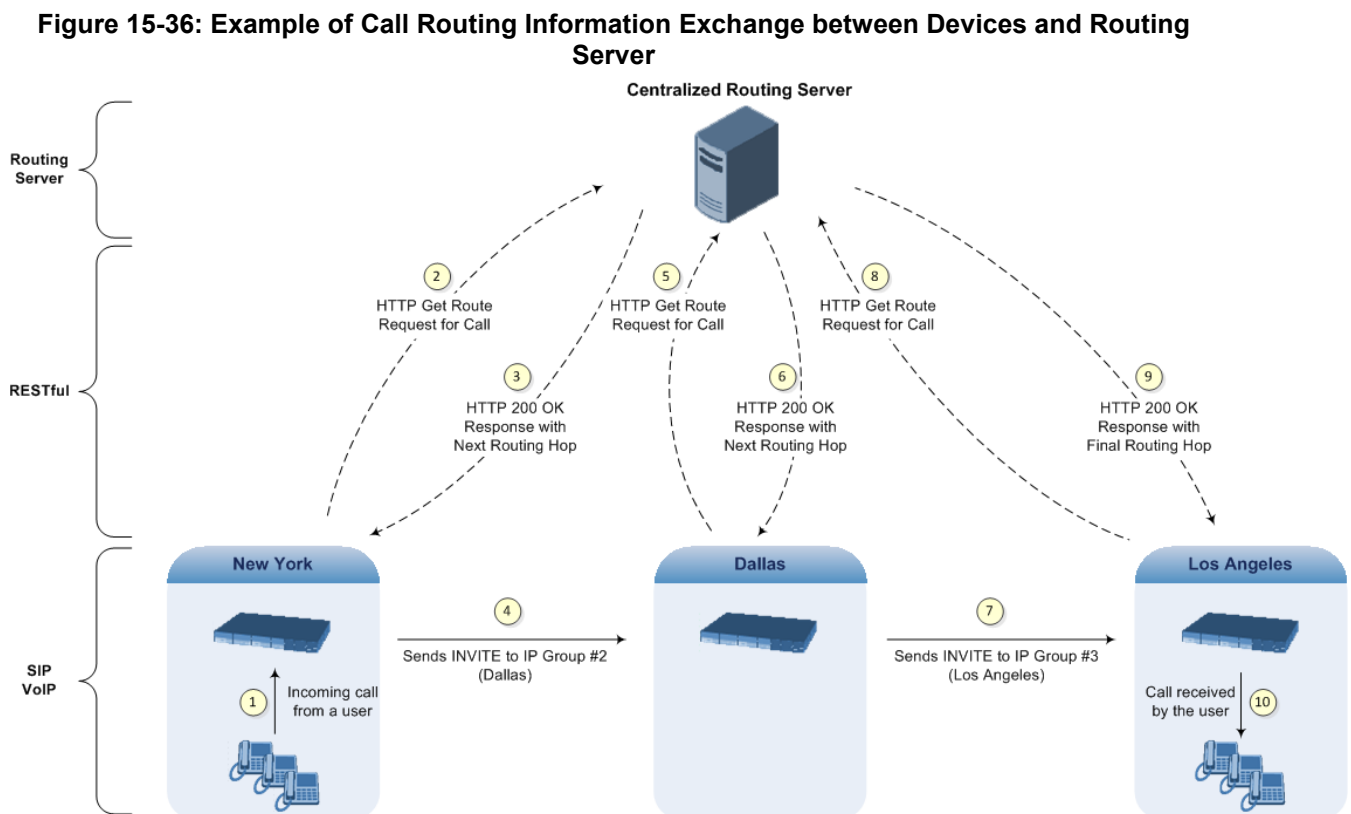 Figure 15-36: Example of Call Routing Information Exchange between Devices and Routing
Server
Centralized Routing Server
Routing
Server
2
HTTP Get Route
Request for Call
5
HTTP Get Route
Request for Call
8
HTTP Get Route
Request for Call
RESTful
3
HTTP 200 OK
Response with
Next Routing Hop
6
HTTP 200 OK
Response with
Next Routing Hop
9
HTTP 200 OK
Response with
Final Routing Hop
New York
Dallas
Los Angeles
4
Sends INVITE to IP Group #2
(Dallas)
7
Sends INVITE to IP Group #3
(Los Angeles)
SIP
VoIP
1
Incoming call
from a user
Call received
by the user
10